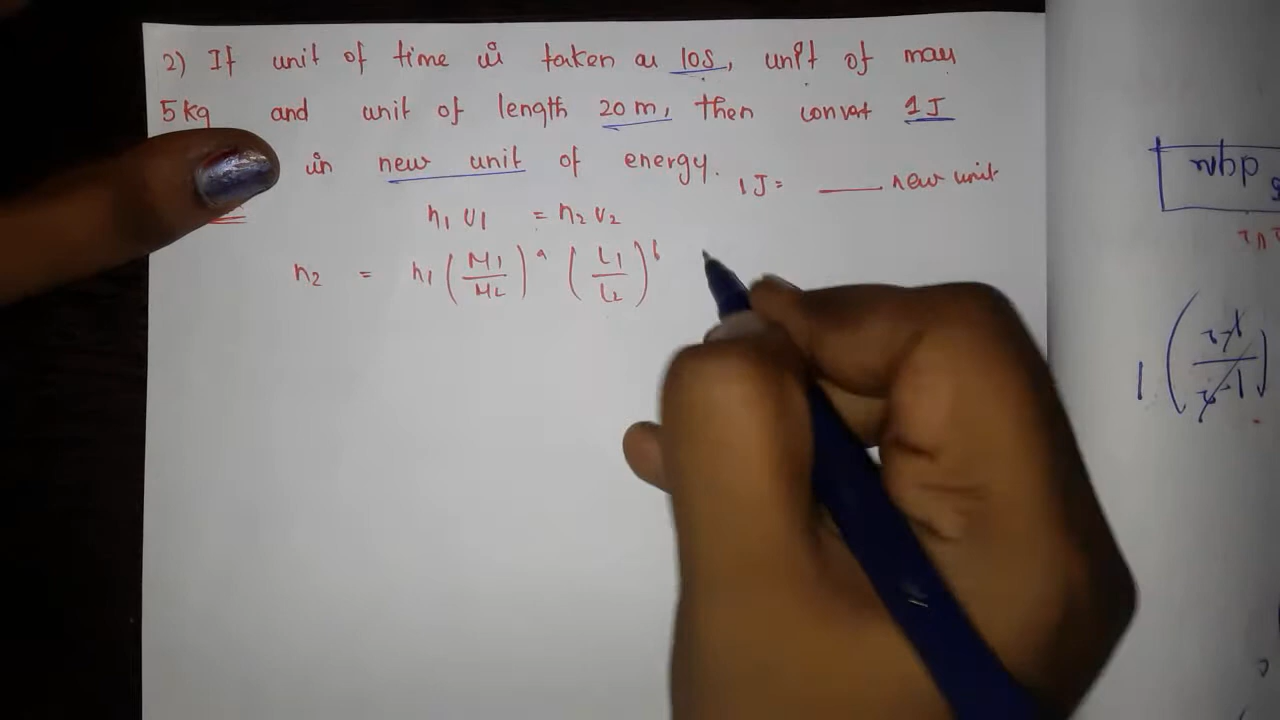 2) If unit of time is taken as 10s, unit of mass
5kg and unit of length 20m, then convert 1J
in new unit of energy. 1J = ____ new unit
n₁ u₁ = n₂ u₂
n₂ = n₁ (M₁/M₂)ᵃ (L₁/L₂)ᵇ